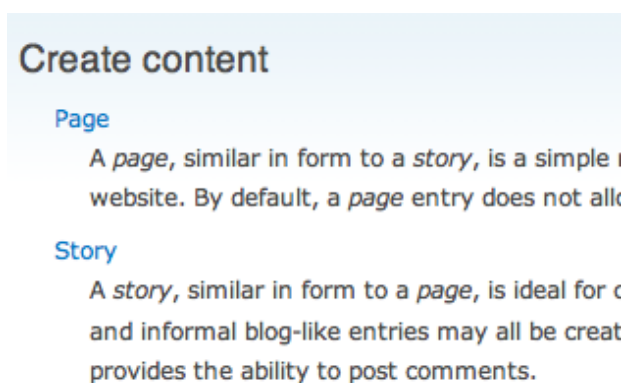 Create content
Page
A page, similar in form to a story, is a simple
website. By default, a page entry does not
Story
A story, similar in form to a page, is ideal for
and informal blog-like entries may all be
provides the ability to post comments.